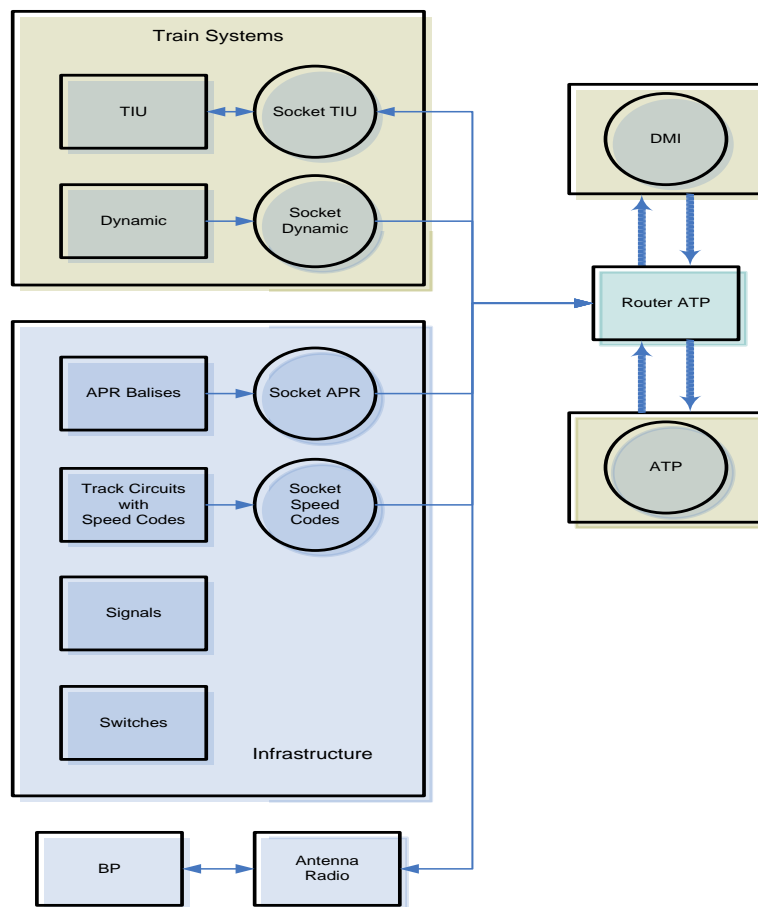 Train Systems
TIU
Socket TIU
Dynamic
Socket
Dynamic
DMI
Router ATP
ATP
APR Balises
Socket APR
Track Circuits
with
Speed Codes
Socket
Speed
Codes
Signals
Switches
Infrastructure
BP
Antenna
Radio